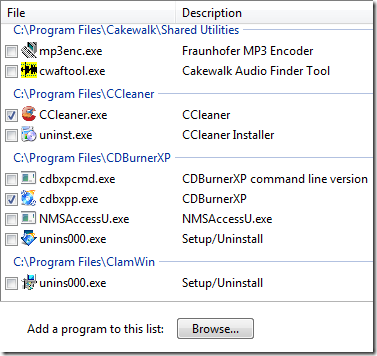 File Description
C:\Program Files\Cakewalk\Shared Utilities
mp3enc.exe Fraunhofer MP3 Encoder
cwaftool.exe Cakewalk Audio Finder Tool
C:\Program Files\CCleaner
CCleaner.exe CCleaner
uninst.exe CCleaner Installer
C:\Program Files\CDBurnerXP
cdbxpcmd.exe CDBurnerXP command line version
cdbxpp.exe CDBurnerXP
NMSAccessU.exe NMSAccessU.exe
unins000.exe Setup/Uninstall
C:\Program Files\ClamWin
unins000.exe Setup/Uninstall
Add a program to this list: Browse...